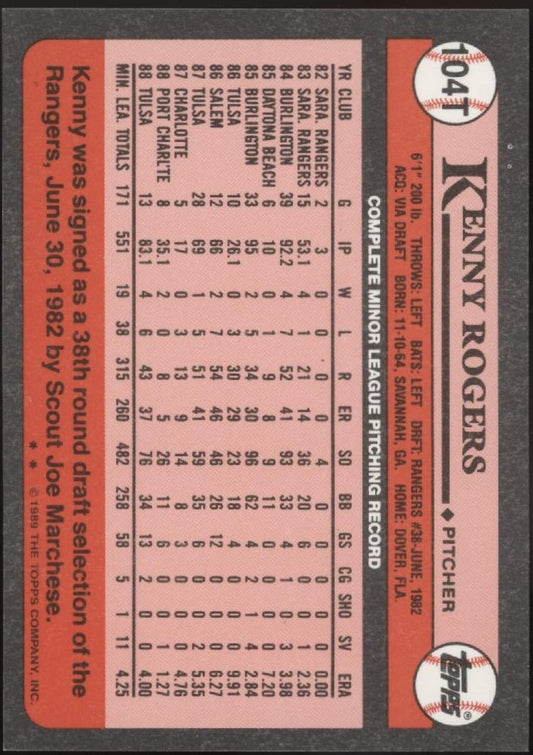 104T
KENNY ROGERS ◆ PITCHER
topps®
6'1" 200 lb. THROWS: LEFT BATS: LEFT DRFT: RANGERS #38-JUNE, 1982
ACQ: VIA DRAFT BORN: 11-10-64, SAVANNAH, GA. HOME: DOVER, FLA.
COMPLETE MINOR LEAGUE PITCHING RECORD
YR CLUB G IP W L R ER SO BB GS CG SHO SV ERA
82 SARA. RANGERS 2 3. 0 0 0 0 4 0 0 0 0 0 0.00
83 SARA. RANGERS 15 53.1 4 1 21 14 36 20 6 0 0 1 2.36
84 BURLINGTON 39 92.2 4 7 52 41 93 33 4 1 0 3 3.98
85 DAYTONA BEACH 6 10 0 1 9 8 9 11 0 0 0 0 7.20
85 BURLINGTON 33 95 2 5 34 30 96 62 4 2 1 4 2.84
86 TULSA 10 26.1 0 3 30 29 23 18 4 0 0 0 9.91
86 SALEM 12 66 2 7 54 46 46 26 12 0 0 0 6.27
87 TULSA 28 69 1 5 51 41 59 35 6 0 0 2 5.35
87 CHARLOTTE 5 17 0 3 13 9 14 8 3 0 0 0 4.76
88 PORT CHARL'TE 8 35.1 2 0 8 5 26 11 6 0 0 1 1.27
88 TULSA 13 83.1 4 6 43 37 76 34 13 2 0 0 4.00
MIN. LEA. TOTALS 171 551 19 38 315 260 482 258 58 5 1 11 4.25
Kenny was signed as a 38th round draft selection of the
Rangers, June 30, 1982 by Scout Joe Marchese.
* * © 1989 THE TOPPS COMPANY, INC.